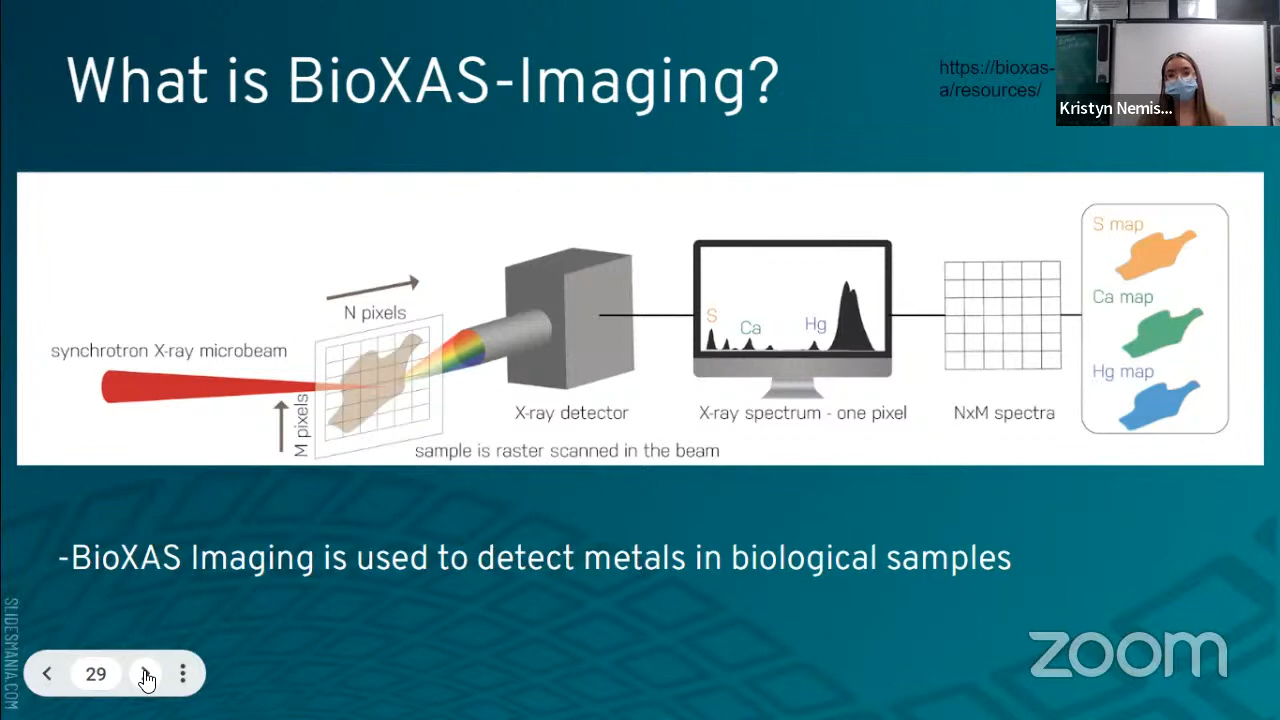 What is BioXAS-Imaging?
https://bioxas-
a/resources/
Kristyn Nemis...
N pixels
synchrotron X-ray microbeam
M pixels
sample is raster scanned in the beam
X-ray detector
S
Ca
Hg
X-ray spectrum - one pixel
NxM spectra
S map
Ca map
Hg map
-BioXAS Imaging is used to detect metals in biological samples
SLIDESMANIA.COM
29
zoom